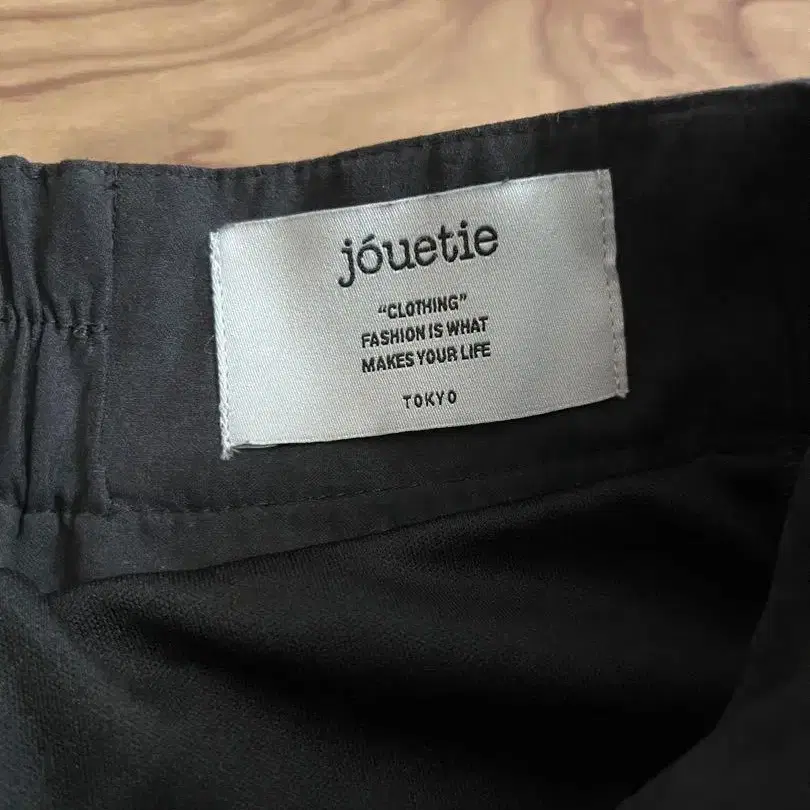 jóuetie
“CLOTHING”
FASHION IS WHAT
MAKES YOUR LIFE
TOKYO